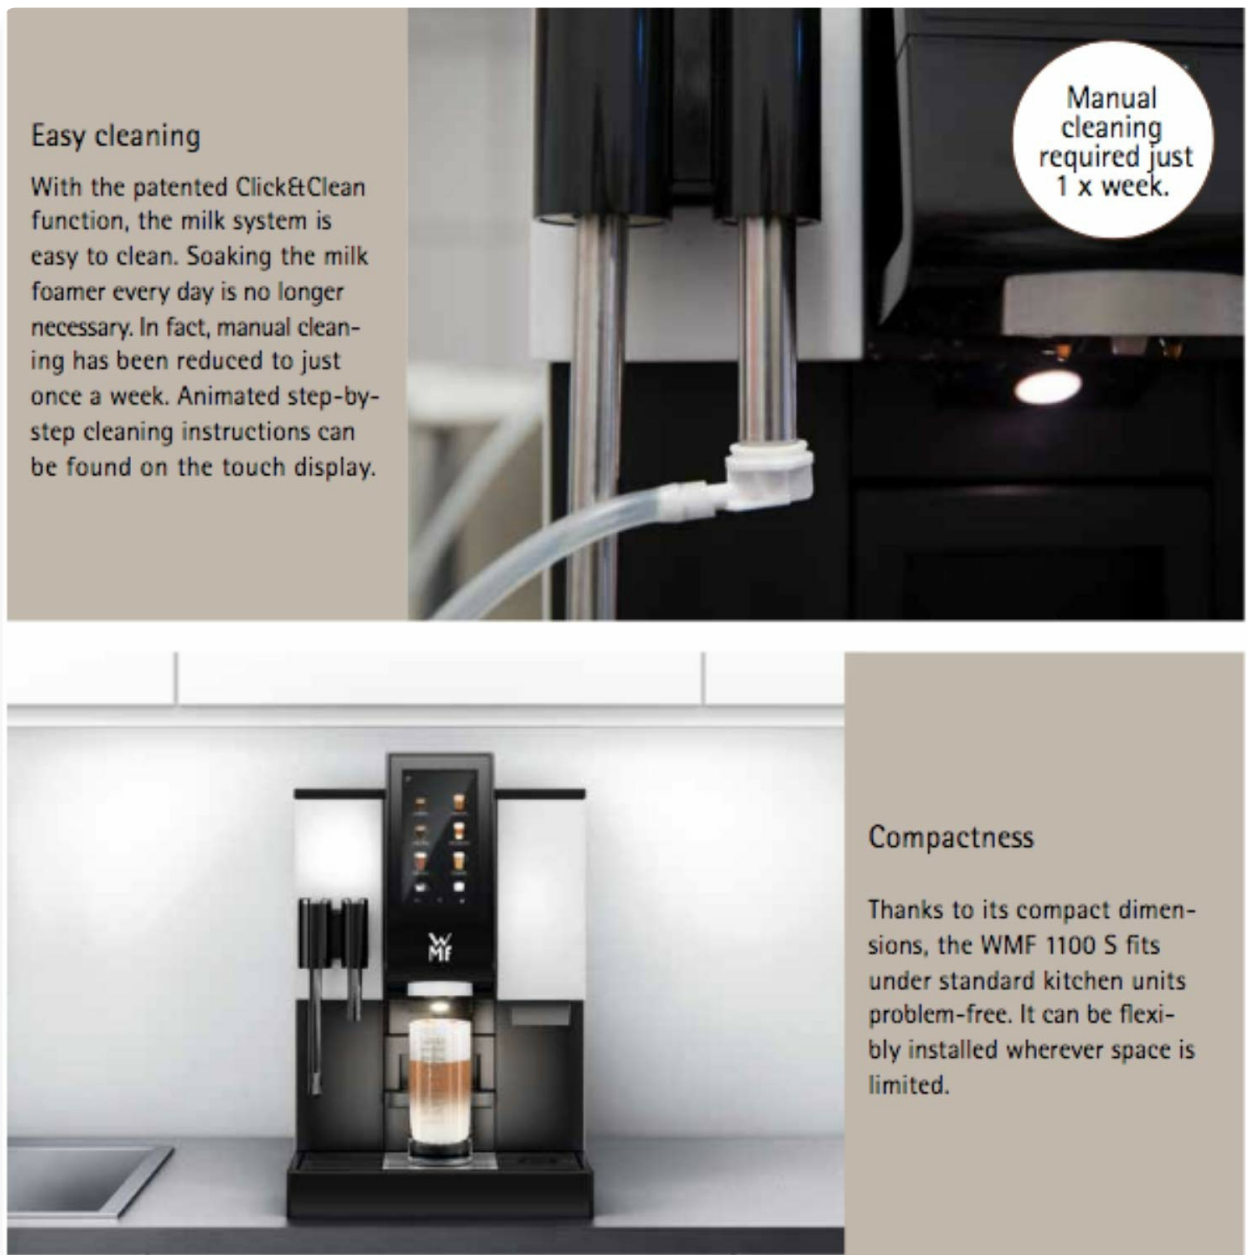 Easy cleaning
With the patented Click&Clean
function, the milk system is
easy to clean. Soaking the milk
foamer every day is no longer
necessary. In fact, manual clean-
ing has been reduced to just
once a week. Animated step-by-
step cleaning instructions can
be found on the touch display.
Manual
cleaning
required just
1 x week.
WMF
Compactness
Thanks to its compact dimen-
sions, the WMF 1100 S fits
under standard kitchen units
problem-free. It can be flexi-
bly installed wherever space is
limited.